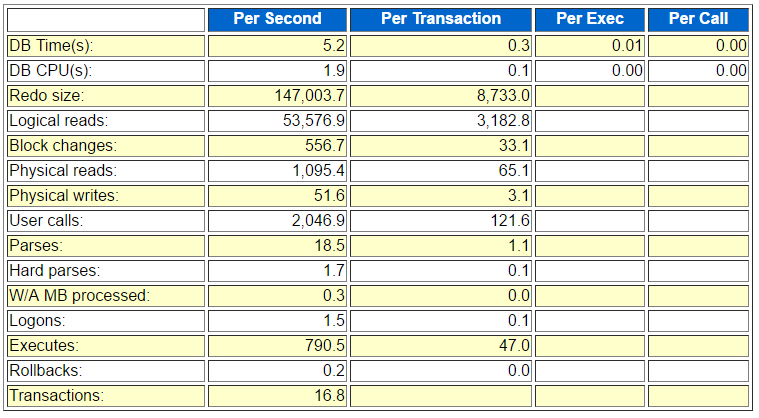 Per Second Per Transaction Per Exec Per Call
DB Time(s): 5.2 0.3 0.01 0.00
DB CPU(s): 1.9 0.1 0.00 0.00
Redo size: 147,003.7 8,733.0
Logical reads: 53,576.9 3,182.8
Block changes: 556.7 33.1
Physical reads: 1,095.4 65.1
Physical writes: 51.6 3.1
User calls: 2,046.9 121.6
Parses: 18.5 1.1
Hard parses: 1.7 0.1
W/A MB processed: 0.3 0.0
Logons: 1.5 0.1
Executes: 790.5 47.0
Rollbacks: 0.2 0.0
Transactions: 16.8